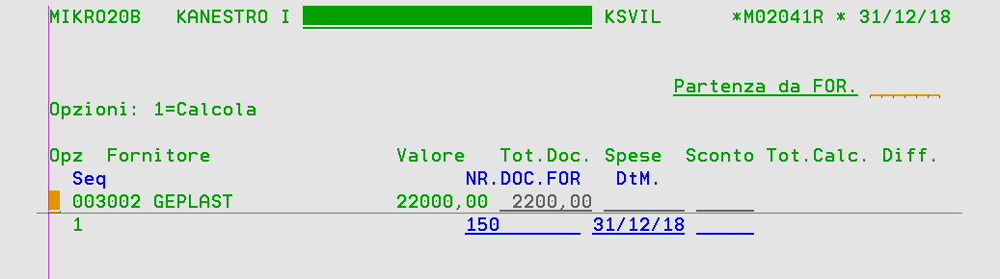 MIKRO20B KANESTRO I KSVIL *M02041R * 31/12/18
Partenza da FOR.
Opzioni: 1=Calcola
Opz Fornitore Valore Tot.Doc. Spese Sconto Tot.Calc. Diff.
Seq NR.DOC.FOR DtM.
003002 GEPLAST 22000,00 2200,00
1 150 31/12/18